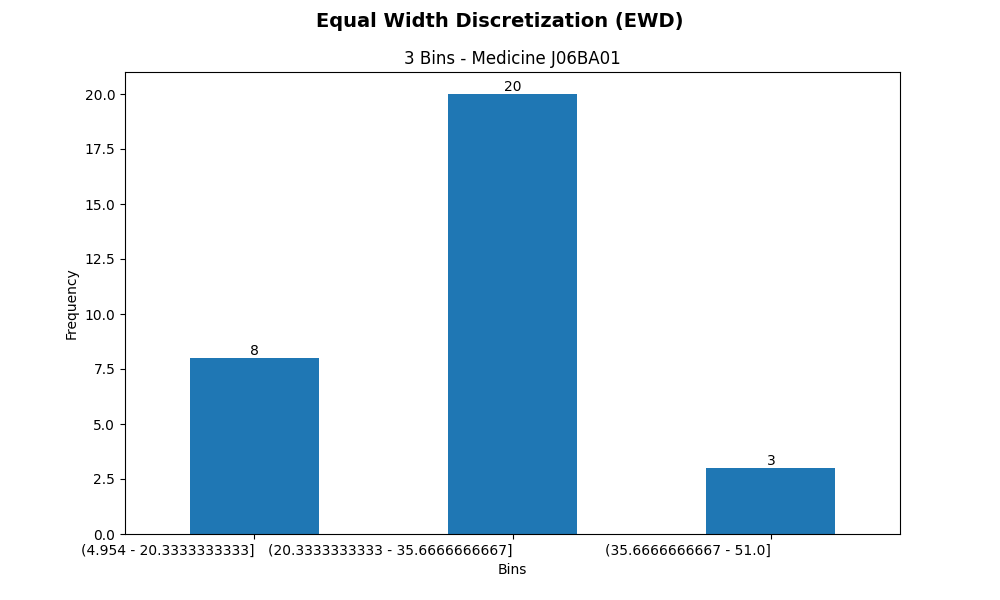 Equal Width Discretization (EWD)
3 Bins - Medicine J06BA01
20
20.0
17.5
15.0
12.5
Frequency
10.0
8
7.5
5.0
3
2.5
0.0
(4.954 - 20.3333333333] (20.3333333333 - 35.6666666667] (35.6666666667 - 51.0]
Bins